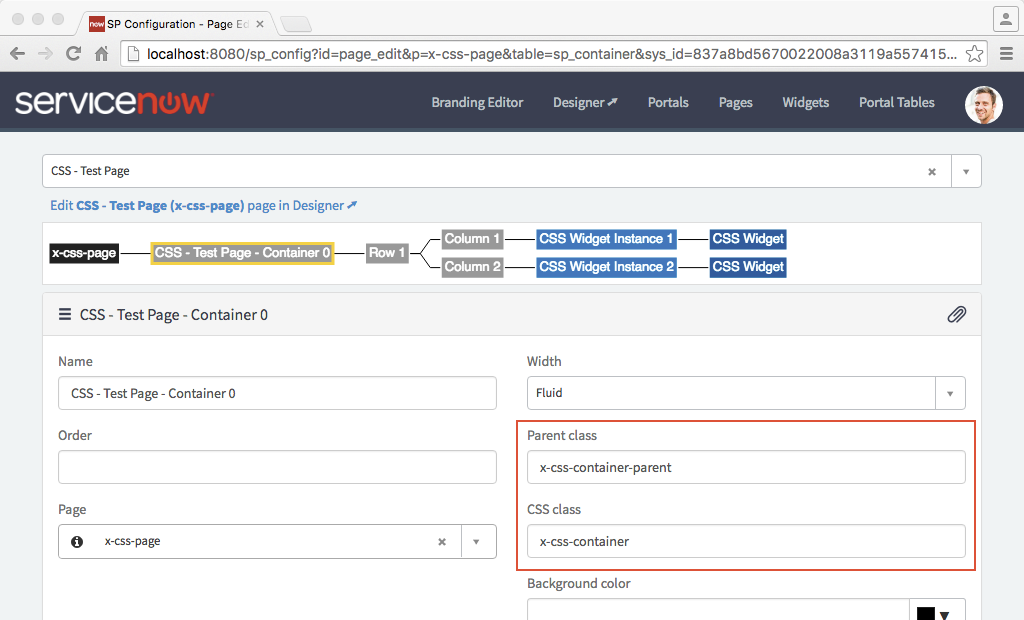 now SP Configuration - Page Ed
localhost:8080/sp_config?id=page_edit&p=x-css-page&table=sp_container&sys_id=837a8bd5670022008a3119a557415...
servicenow
Branding Editor Designer Portals Pages Widgets Portal Tables
CSS - Test Page
Edit CSS - Test Page (x-css-page) page in Designer
Column 1 CSS Widget Instance 1 CSS Widget
x-css-page CSS - Test Page - Container 0 Row 1
Column 2 CSS Widget Instance 2 CSS Widget
CSS - Test Page - Container 0
Name
CSS - Test Page - Container 0
Order
Page
x-css-page
Width
Fluid
Parent class
x-css-container-parent
CSS class
x-css-container
Background color